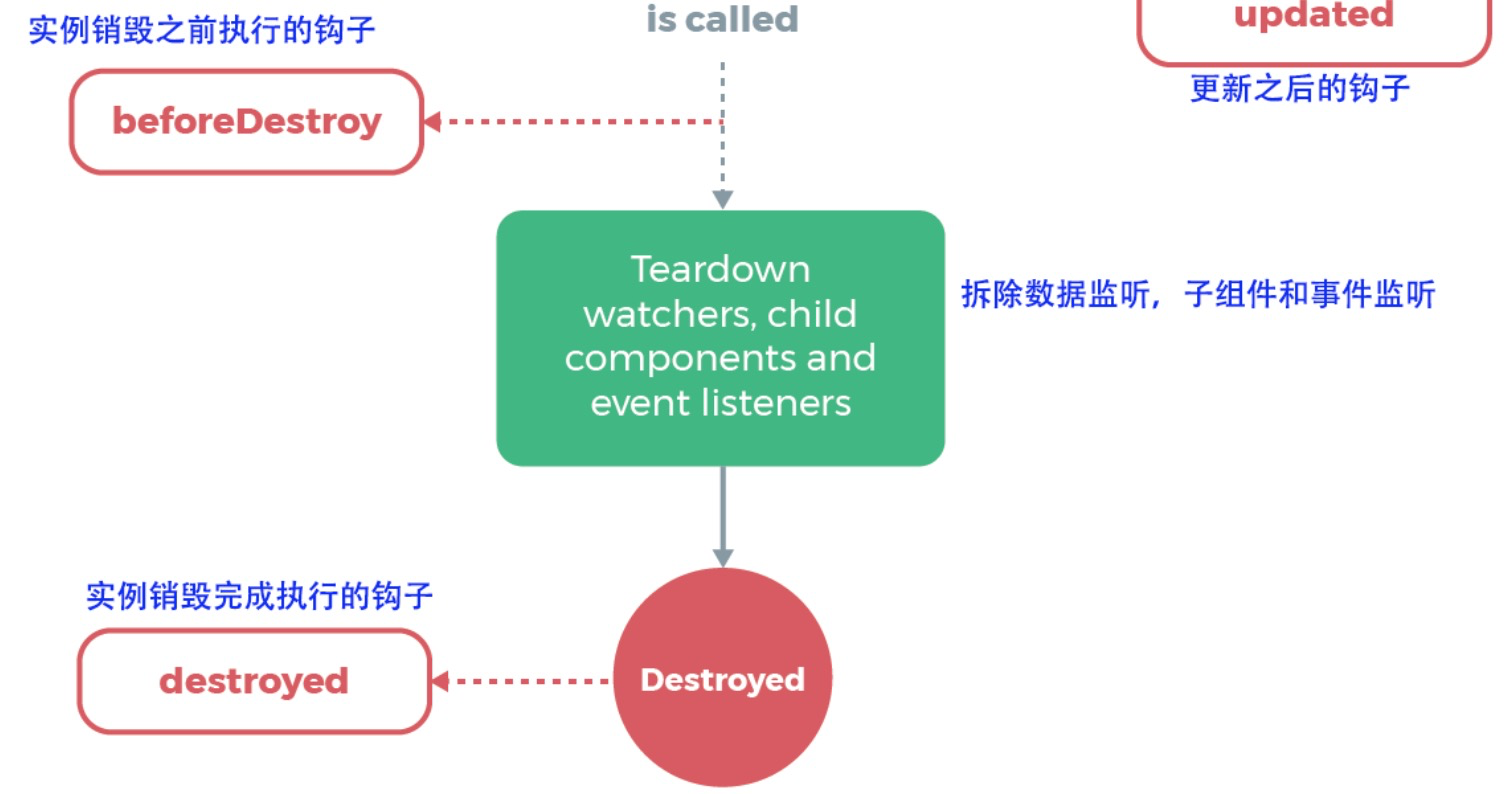 实例销毁之前执行的钩子
is called
updated
beforeDestroy
更新之后的钩子
Teardown
watchers, child
components and
event listeners
拆除数据监听，子组件和事件监听
实例销毁完成执行的钩子
destroyed
Destroyed